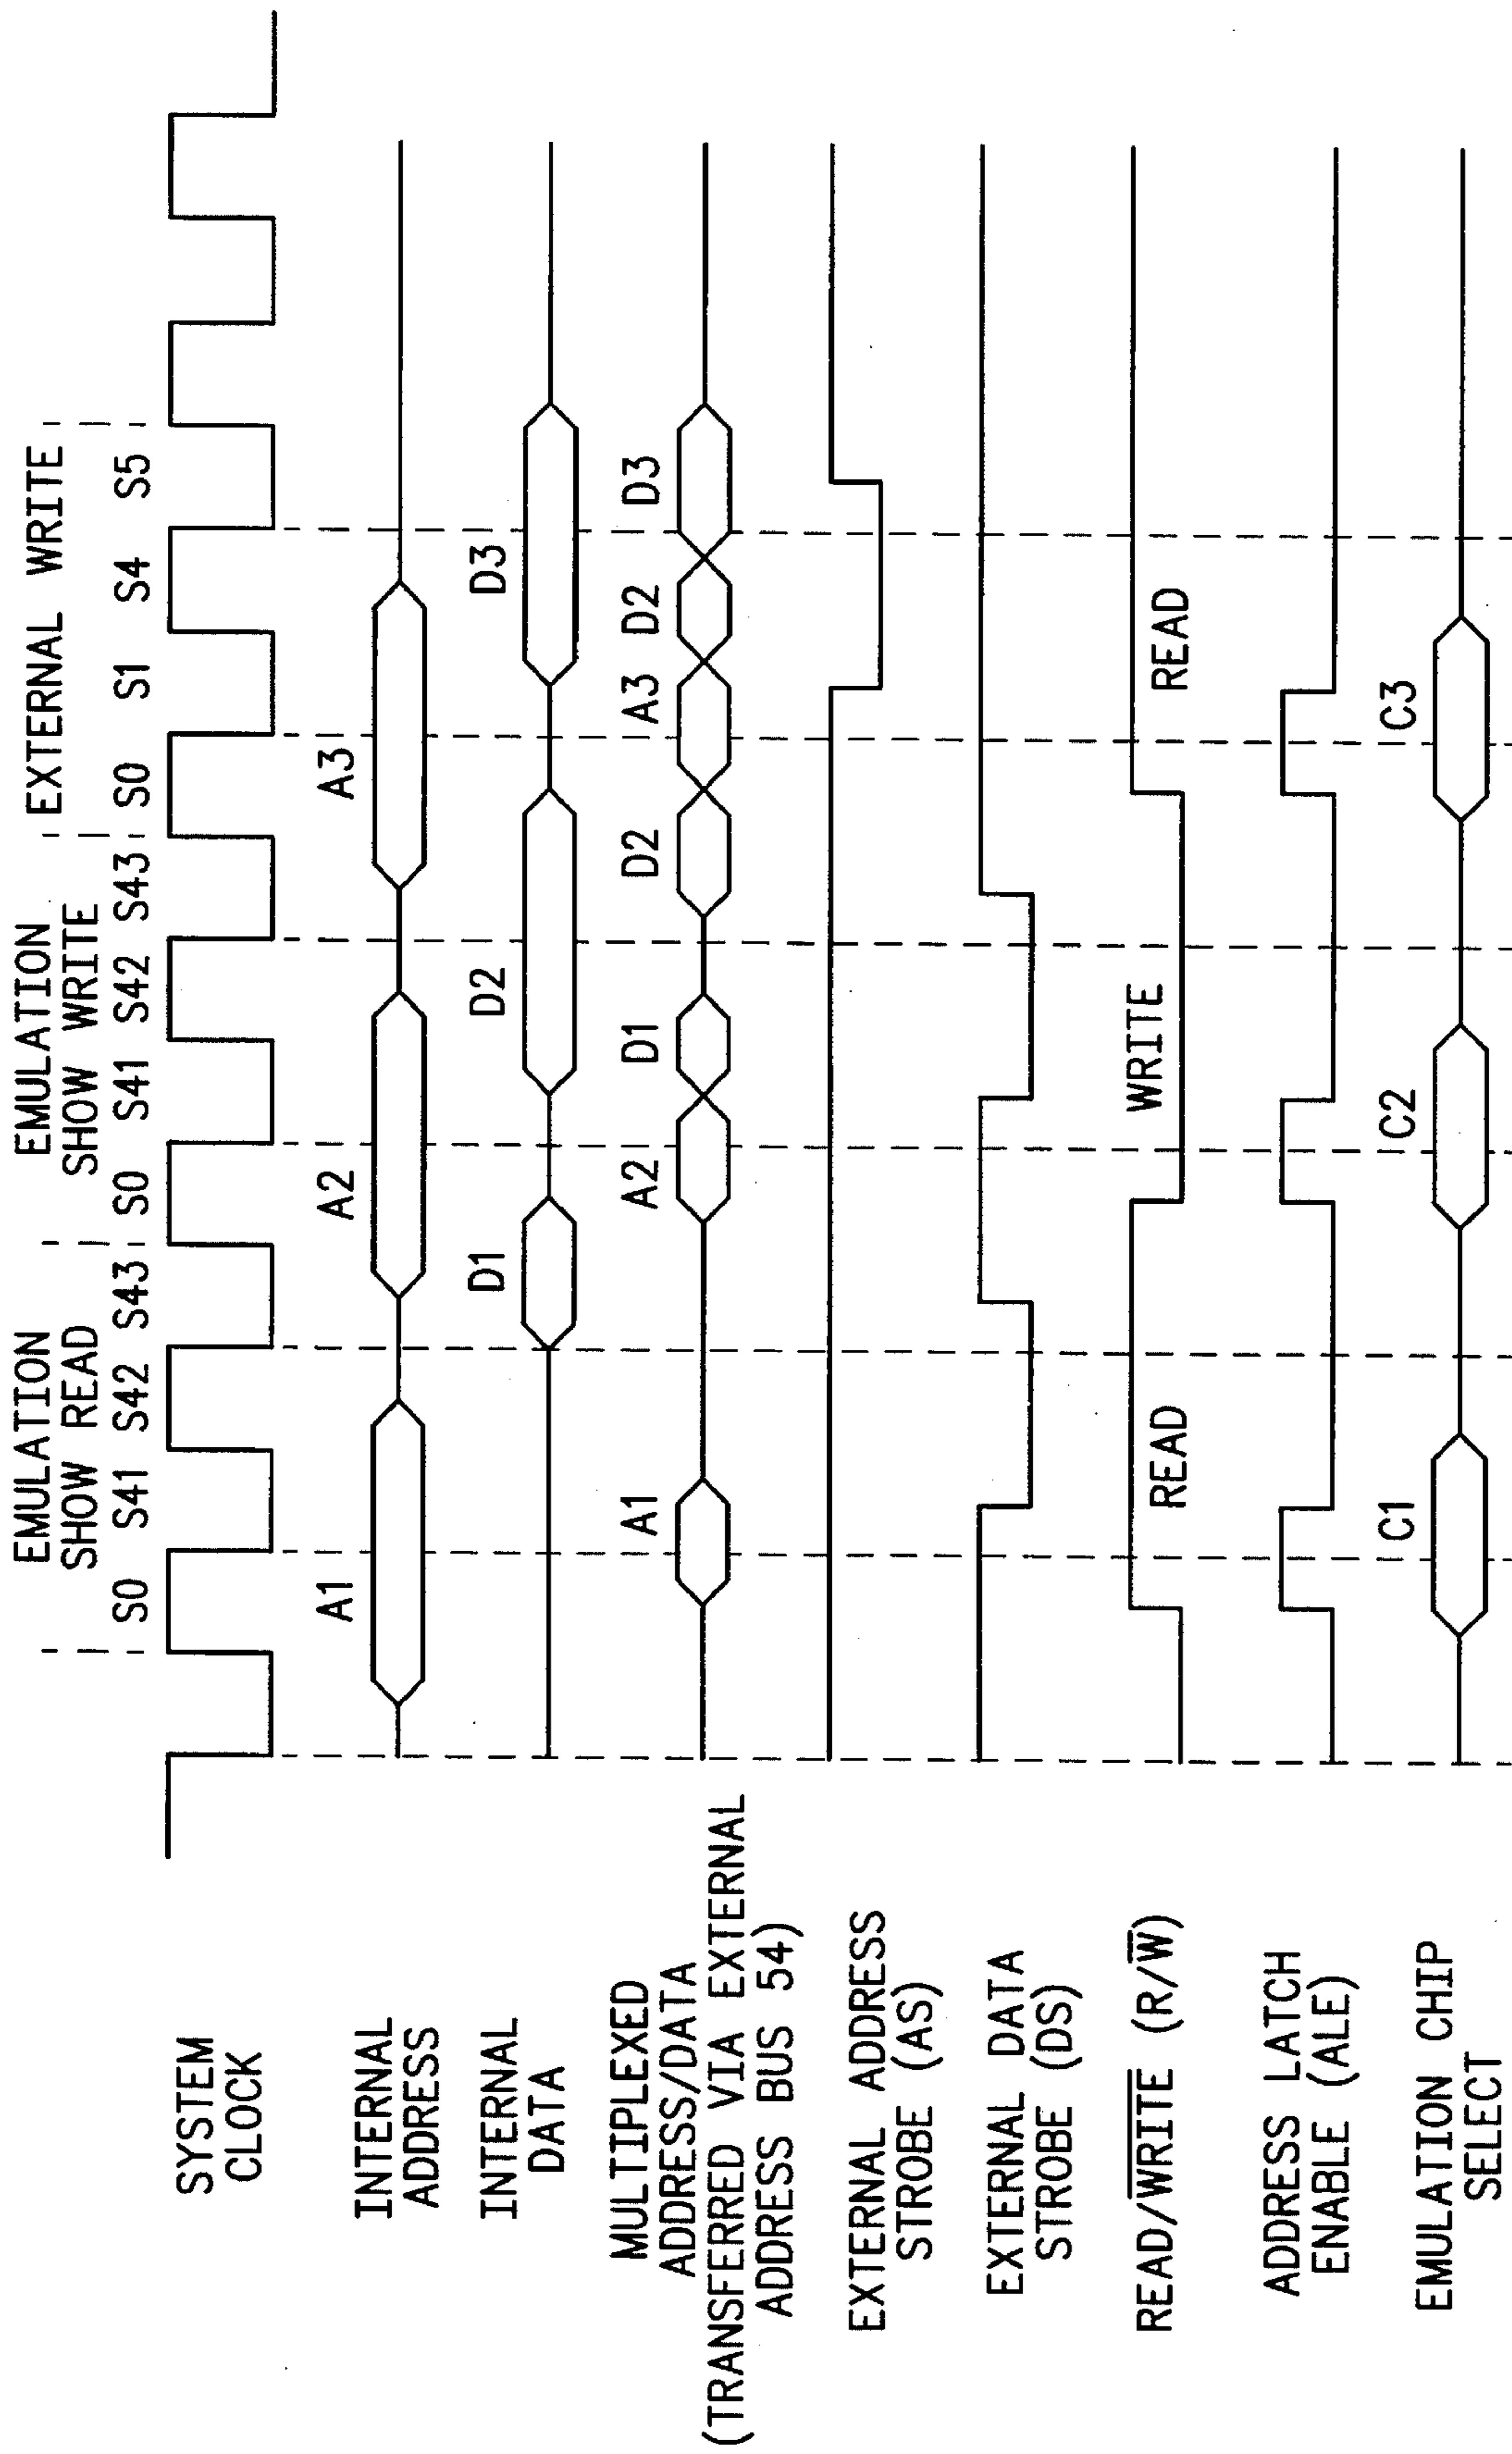 EMULATION
SHOW READ
EMULATION
SHOW WRITE
EXTERNAL WRITE
S0 S41 S42 S43 S0 S41 S42 S43 S0 S1 S4 S5
SYSTEM
CLOCK
INTERNAL
ADDRESS
A1 A2 A3
INTERNAL
DATA
D1 D2 D3
MULTIPLEXED
ADDRESS/DATA
(TRANSFERRED VIA EXTERNAL
ADDRESS BUS 54)
A1 A2 D1 D2 A3 D2 D3
EXTERNAL ADDRESS
STROBE (AS)
EXTERNAL DATA
STROBE (DS)
READ/WRITE (R/W)
READ WRITE READ
ADDRESS LATCH
ENABLE (ALE)
EMULATION CHIP
SELECT
C1 C2 C3